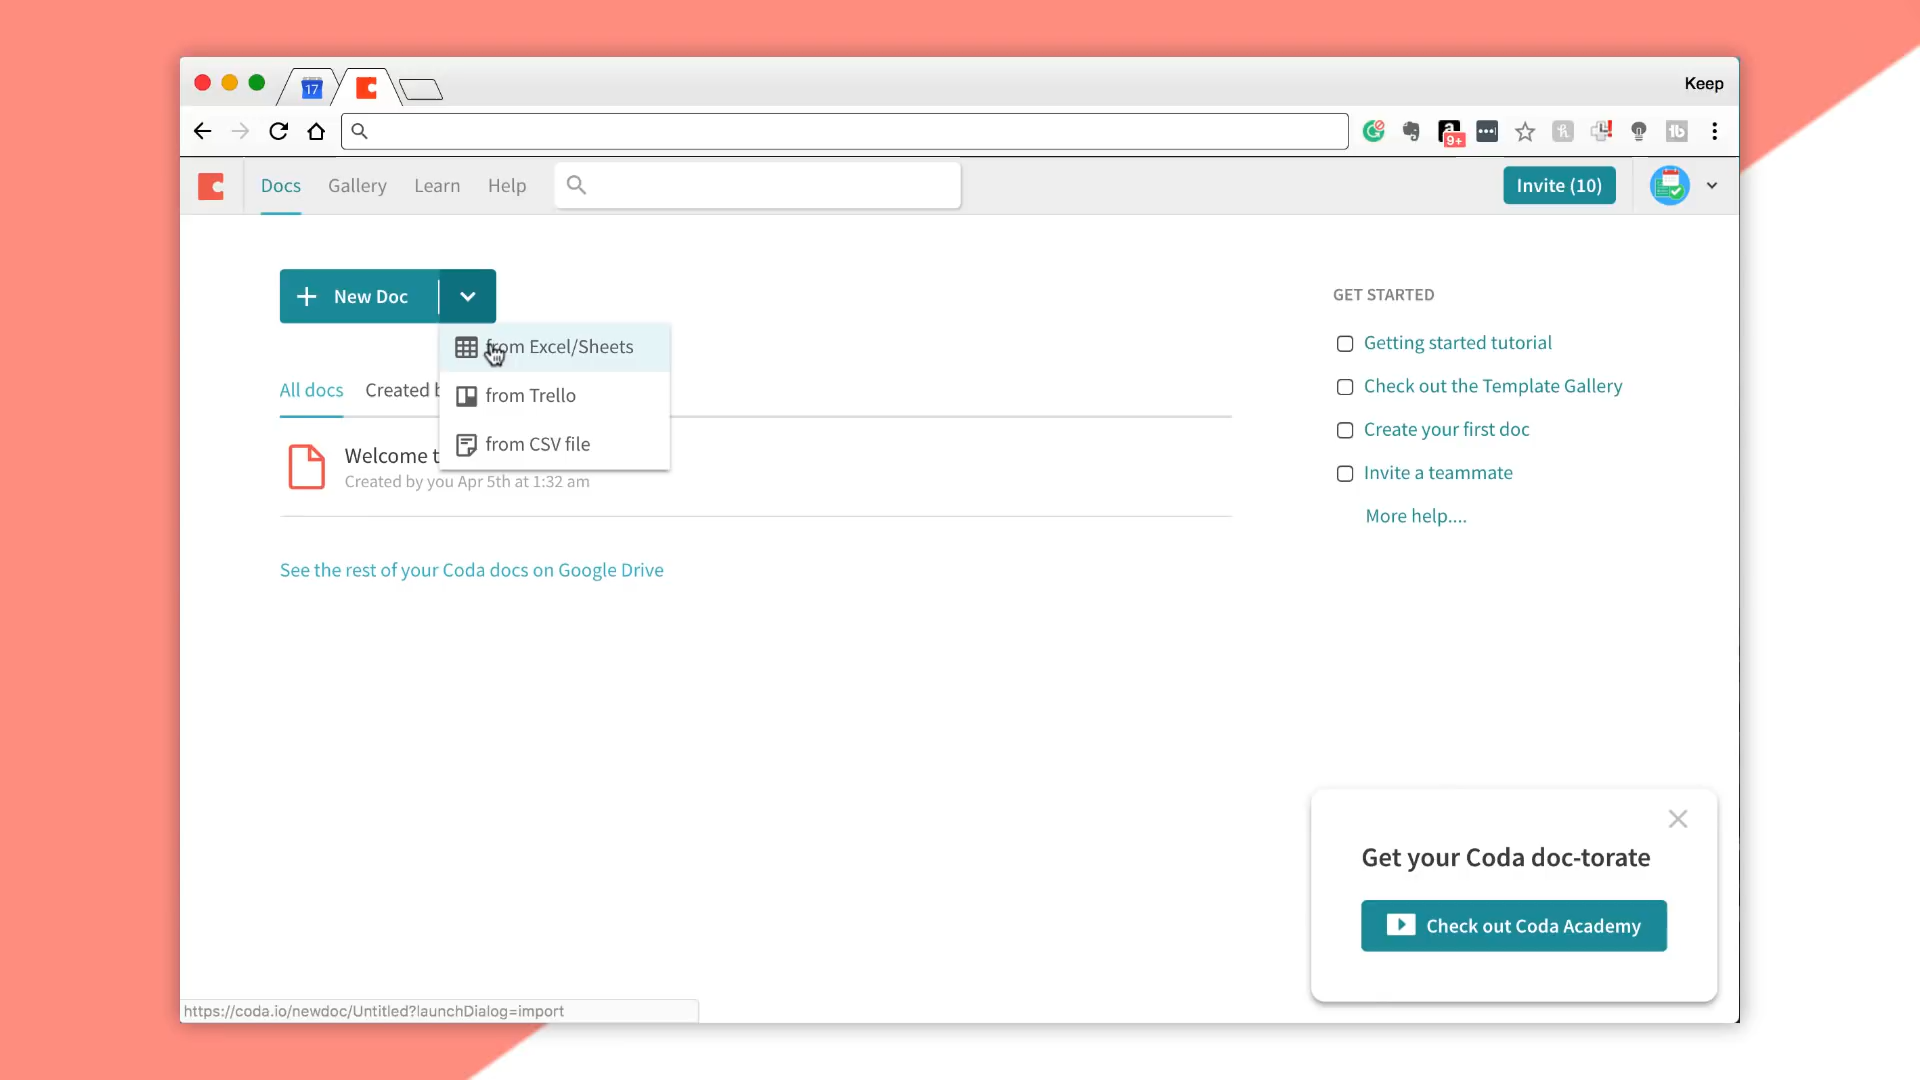 17
Keep
9+
Docs
Gallery
Learn
Help
Invite (10)
New Doc
from Excel/Sheets
from Trello
from CSV file
All docs
Created
Welcome
Created by you Apr 5th at 1:32 am
See the rest of your Coda docs on Google Drive
GET STARTED
Getting started tutorial
Check out the Template Gallery
Create your first doc
Invite a teammate
More help....
Get your Coda doc-torate
Check out Coda Academy
https://coda.io/newdoc/Untitled?launchDialog=import